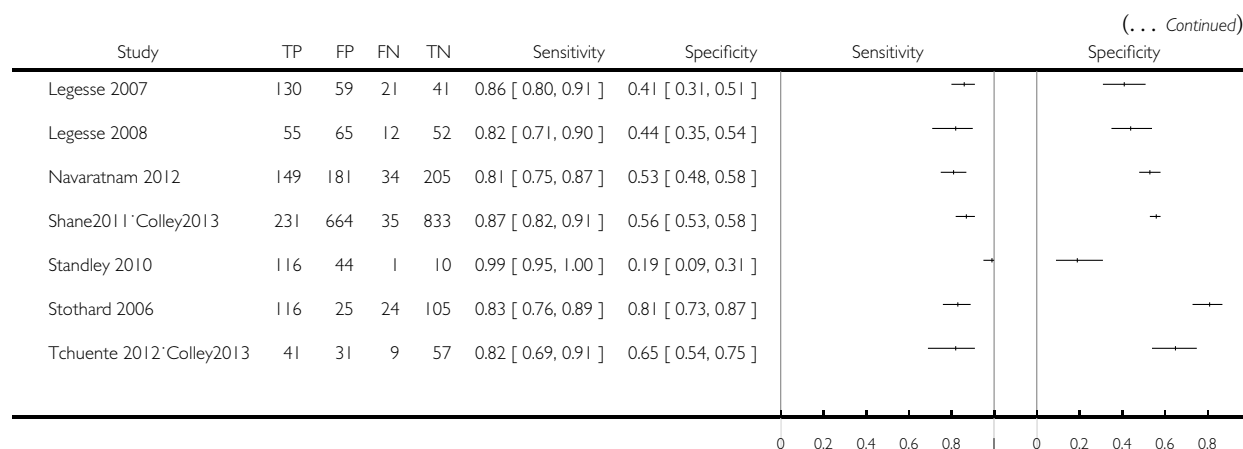 (... Continued)
Study TP FP FN TN Sensitivity Specificity Sensitivity Specificity
Legesse 2007 130 59 21 41 0.86 [ 0.80, 0.91 ] 0.41 [ 0.31, 0.51 ]
Legesse 2008 55 65 12 52 0.82 [ 0.71, 0.90 ] 0.44 [ 0.35, 0.54 ]
Navaratnam 2012 149 181 34 205 0.81 [ 0.75, 0.87 ] 0.53 [ 0.48, 0.58 ]
Shane2011˙Colley2013 231 664 35 833 0.87 [ 0.82, 0.91 ] 0.56 [ 0.53, 0.58 ]
Standley 2010 116 44 1 10 0.99 [ 0.95, 1.00 ] 0.19 [ 0.09, 0.31 ]
Stothard 2006 116 25 24 105 0.83 [ 0.76, 0.89 ] 0.81 [ 0.73, 0.87 ]
Tchuente 2012˙Colley2013 41 31 9 57 0.82 [ 0.69, 0.91 ] 0.65 [ 0.54, 0.75 ]
0 0.2 0.4 0.6 0.8 1 0 0.2 0.4 0.6 0.8